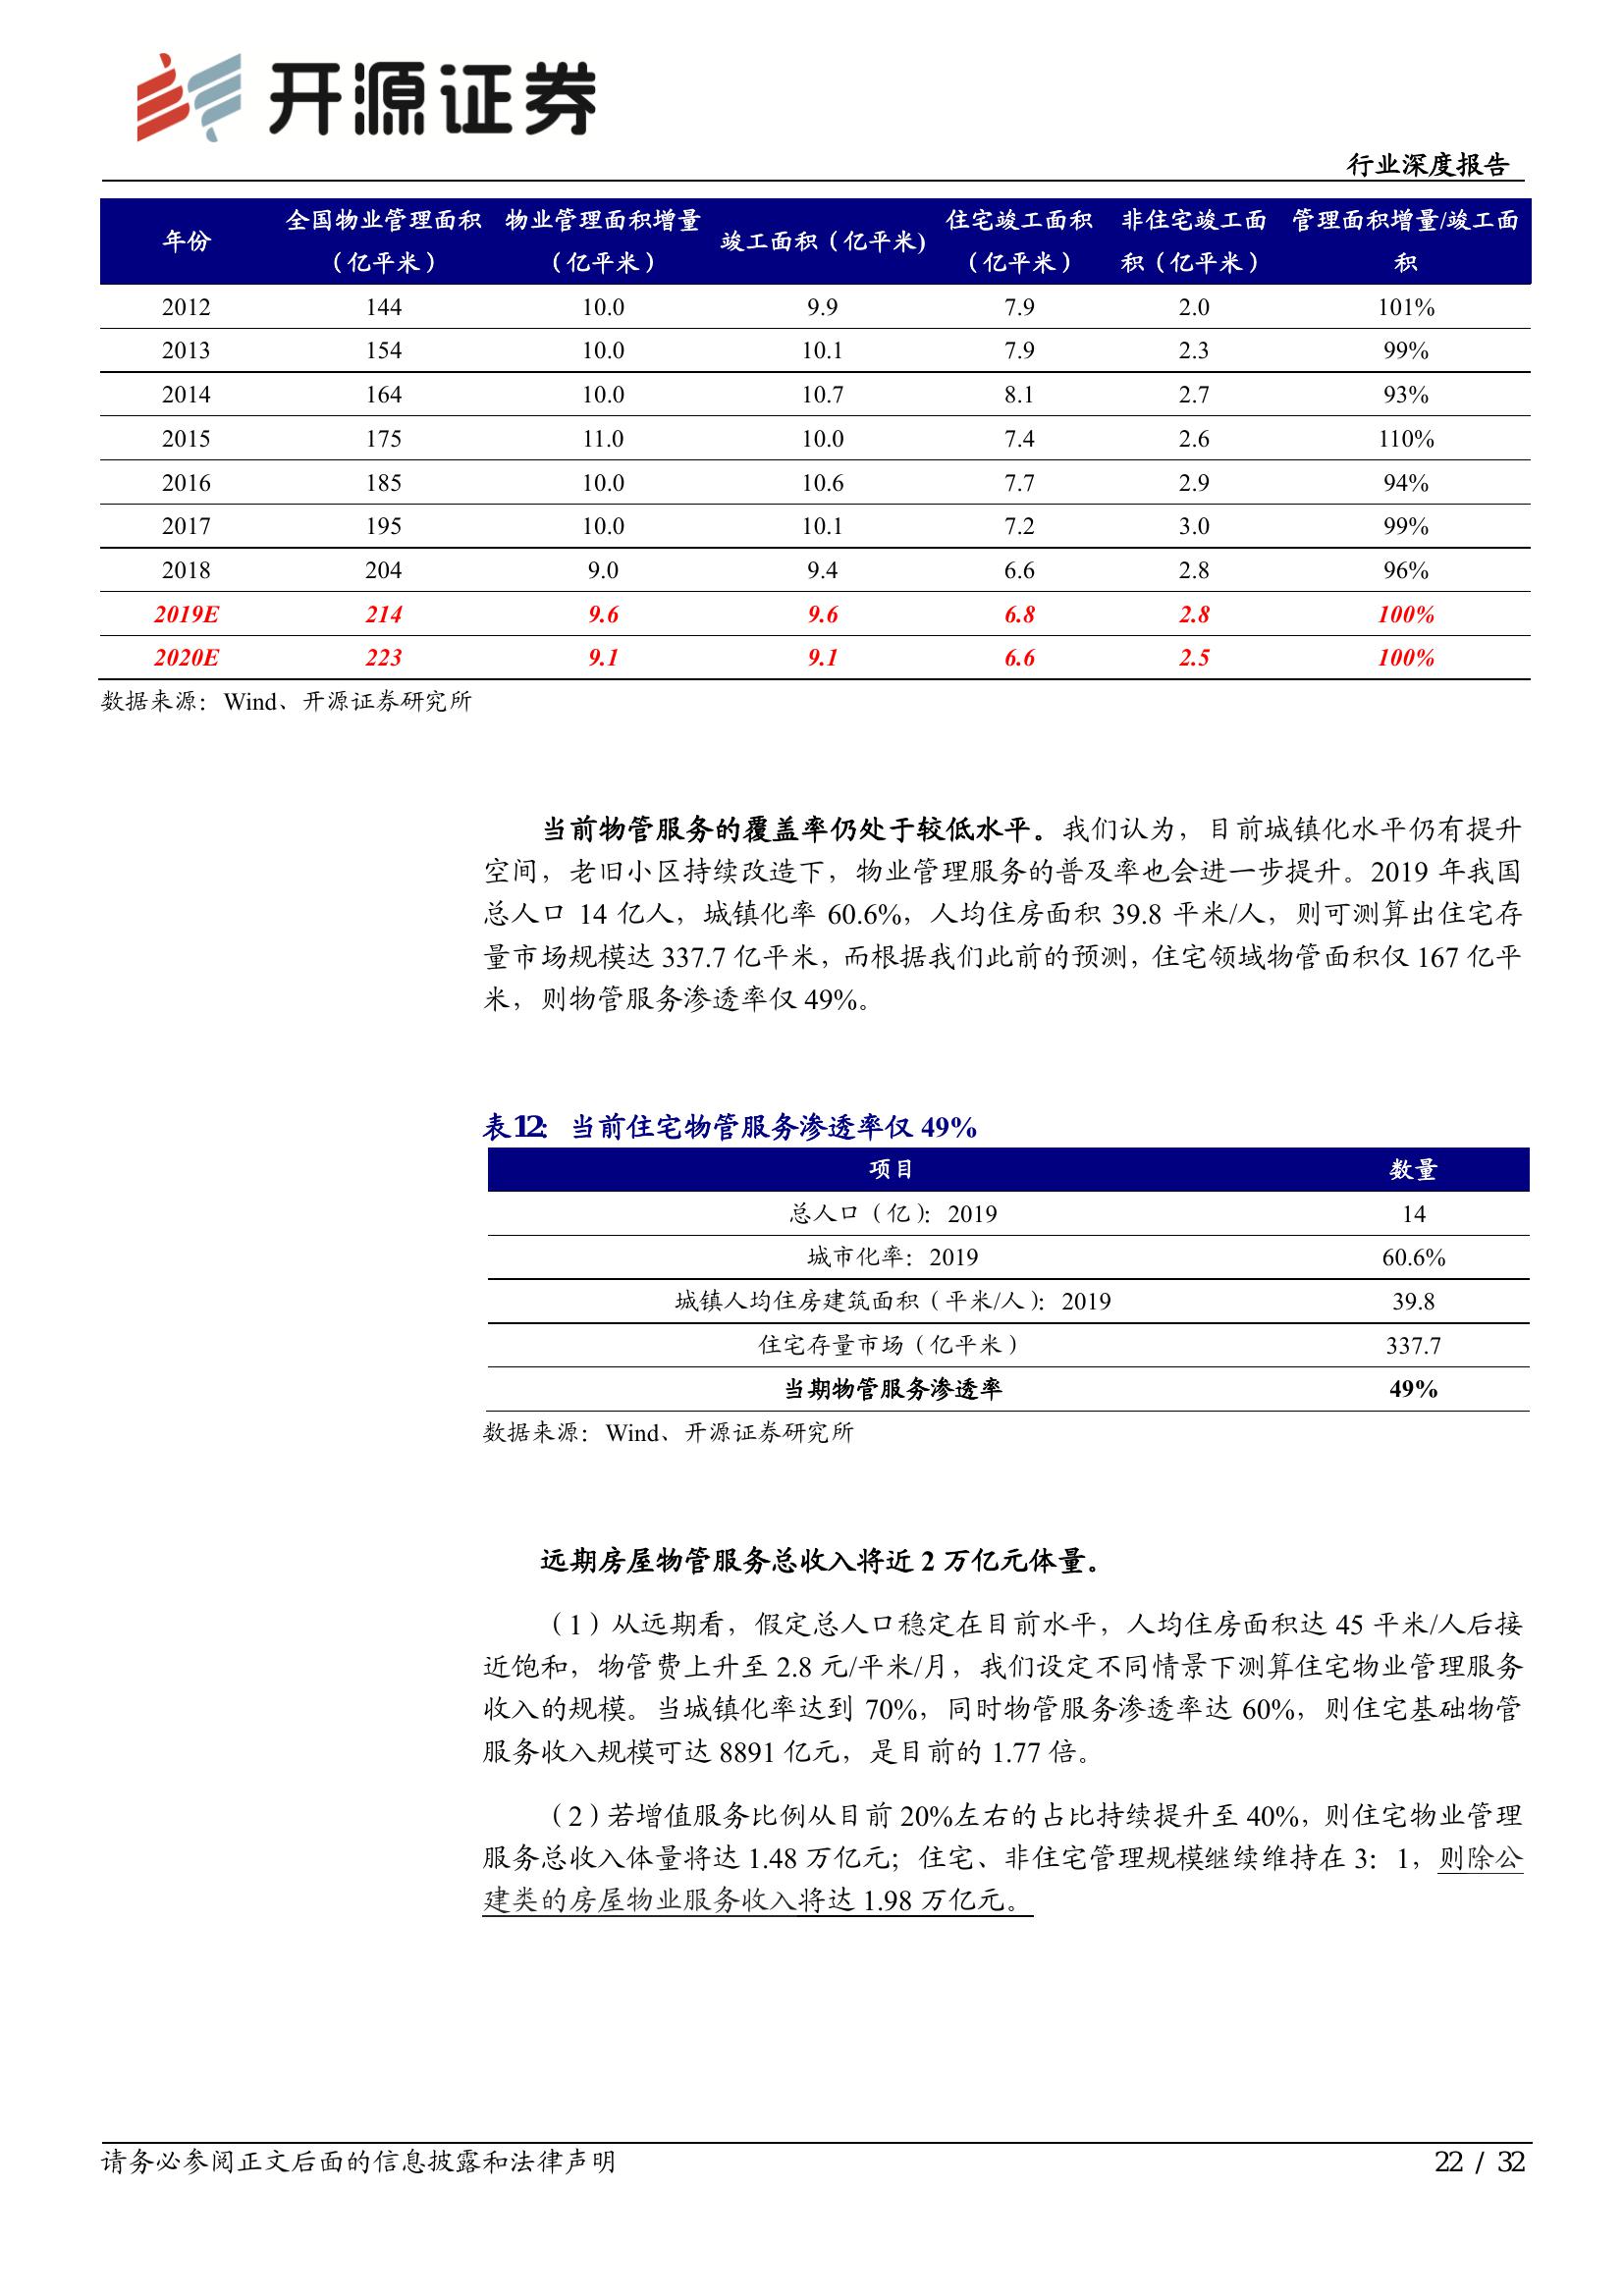 开源证券
行业深度报告
年份 全国物业管理面积（亿平米） 物业管理面积增量（亿平米） 竣工面积（亿平米） 住宅竣工面积（亿平米） 非住宅竣工面积（亿平米） 管理面积增量/竣工面积
2012 144 10.0 9.9 7.9 2.0 101%
2013 154 10.0 10.1 7.9 2.3 99%
2014 164 10.0 10.7 8.1 2.7 93%
2015 175 11.0 10.0 7.4 2.6 110%
2016 185 10.0 10.6 7.7 2.9 94%
2017 195 10.0 10.1 7.2 3.0 99%
2018 204 9.0 9.4 6.6 2.8 96%
2019E 214 9.6 9.6 6.8 2.8 100%
2020E 223 9.1 9.1 6.6 2.5 100%
数据来源：Wind、开源证券研究所
当前物管服务的覆盖率仍处于较低水平。我们认为，目前城镇化水平仍有提升
空间，老旧小区持续改造下，物业管理服务的普及率也会进一步提升。2019 年我国
总人口 14 亿人，城镇化率 60.6%，人均住房面积 39.8 平米/人，则可测算出住宅存
量市场规模达 337.7 亿平米，而根据我们此前的预测，住宅领域物管面积仅 167 亿平
米，则物管服务渗透率仅 49%。
表12： 当前住宅物管服务渗透率仅 49%
项目 数量
总人口（亿）：2019 14
城市化率：2019 60.6%
城镇人均住房建筑面积（平米/人）：2019 39.8
住宅存量市场（亿平米） 337.7
当期物管服务渗透率 49%
数据来源：Wind、开源证券研究所
远期房屋物管服务总收入将近 2 万亿元体量。
（1）从远期看，假定总人口稳定在目前水平，人均住房面积达 45 平米/人后接
近饱和，物管费上升至 2.8 元/平米/月，我们设定不同情景下测算住宅物业管理服务
收入的规模。当城镇化率达到 70%，同时物管服务渗透率达 60%，则住宅基础物管
服务收入规模可达 8891 亿元，是目前的 1.77 倍。
（2）若增值服务比例从目前 20%左右的占比持续提升至 40%，则住宅物业管理
服务总收入体量将达 1.48 万亿元；住宅、非住宅管理规模继续维持在 3：1，则除公
建类的房屋物业服务收入将达 1.98 万亿元。
请务必参阅正文后面的信息披露和法律声明
22 / 32